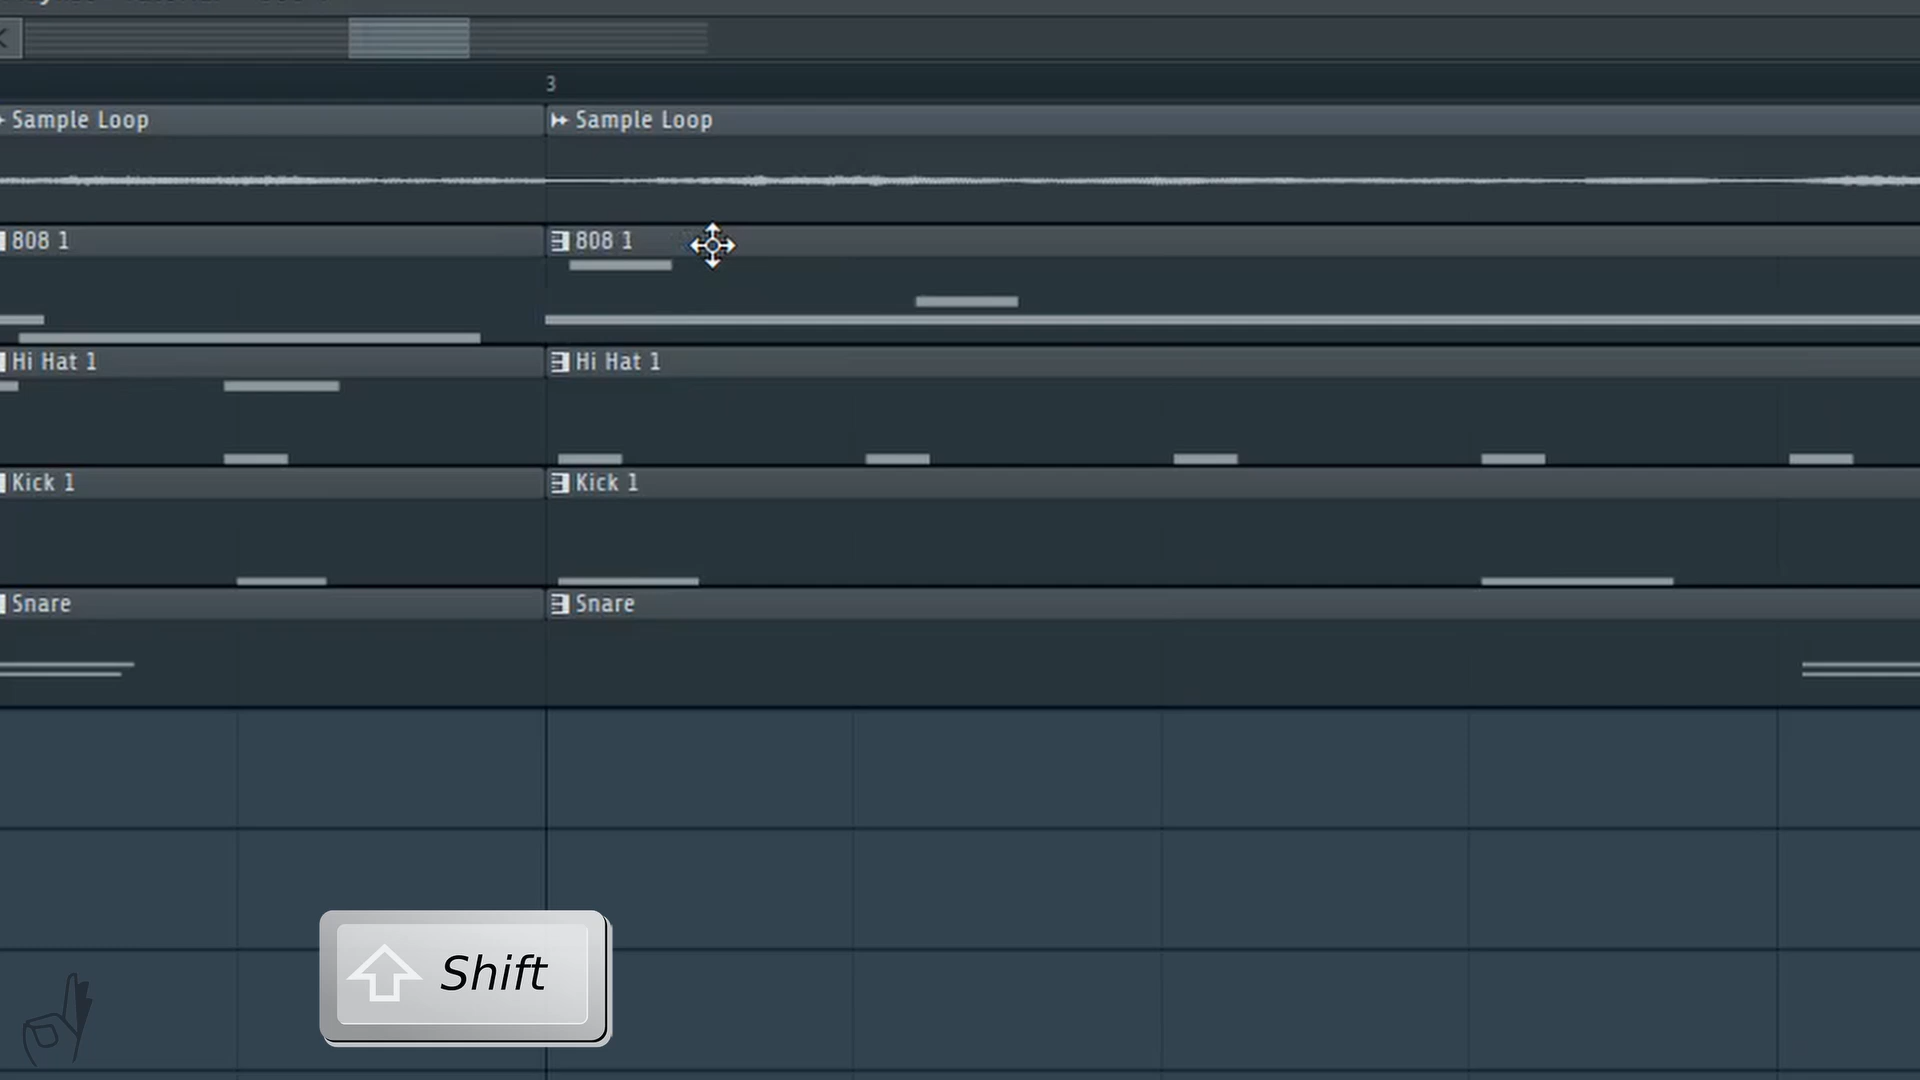 3
Sample Loop Sample Loop
808 1 808 1
Hi Hat 1 Hi Hat 1
Kick 1 Kick 1
Snare Snare
Shift